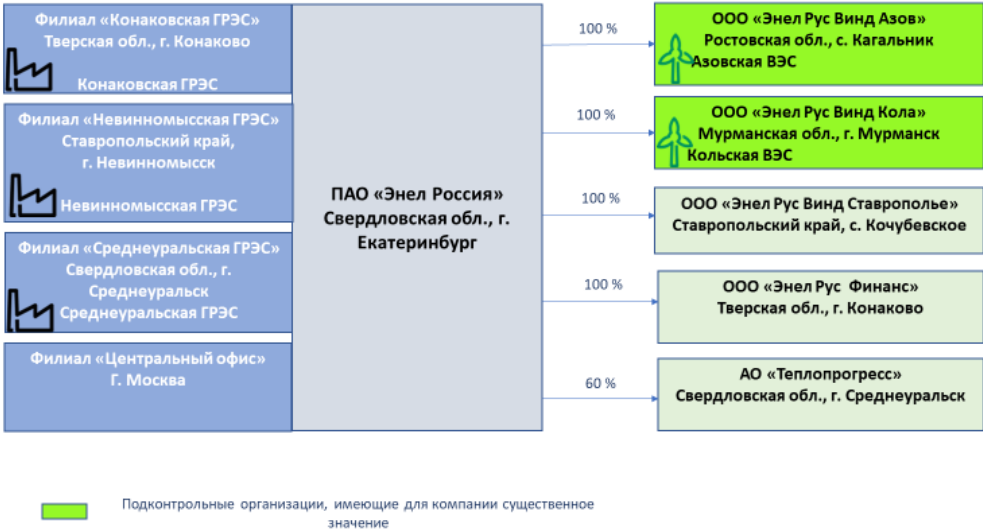 Филиал «Конаковская ГРЭС»
Тверская обл., г. Конаково
Конаковская ГРЭС
Филиал «Невинномысская ГРЭС»
Ставропольский край,
г. Невинномысск
Невинномысская ГРЭС
Филиал «Среднеуральская ГРЭС»
Свердловская обл., г.
Среднеуральск
Среднеуральская ГРЭС
Филиал «Центральный офис»
Г. Москва
ПАО «Энел Россия»
Свердловская обл., г.
Екатеринбург
100 %
ООО «Энел Рус Винд Азов»
Ростовская обл., с. Кагальник
Азовская ВЭС
100 %
ООО «Энел Рус Винд Кола»
Мурманская обл., г. Мурманск
Кольская ВЭС
100 %
ООО «Энел Рус Винд Ставрополье»
Ставропольский край, с. Кочубевское
100 %
ООО «Энел Рус Финанс»
Тверская обл., г. Конаково
60 %
АО «Теплопрогресс»
Свердловская обл., г. Среднеуральск
Подконтрольные организации, имеющие для компании существенное
значение